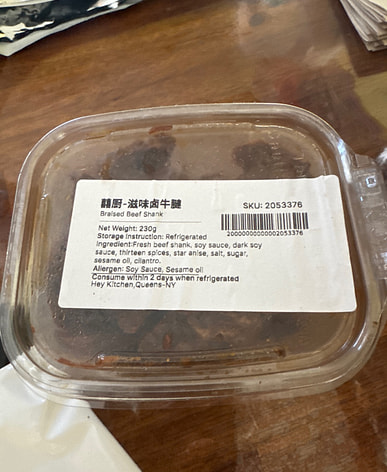 囍廚-滋味卤牛腱
Braised Beef Shank
SKU: 2053376
Net Weight: 230g
20000000000002053376
Storage Instruction: Refrigerated
Ingredient:Fresh beef shank, soy sauce, dark soy
sauce, thirteen spices, star anise, salt, sugar,
sesame oil, cilantro.
Allergen: Soy Sauce, Sesame oil
Consume within 2 days when refrigerated
Hey Kitchen,Queens-NY